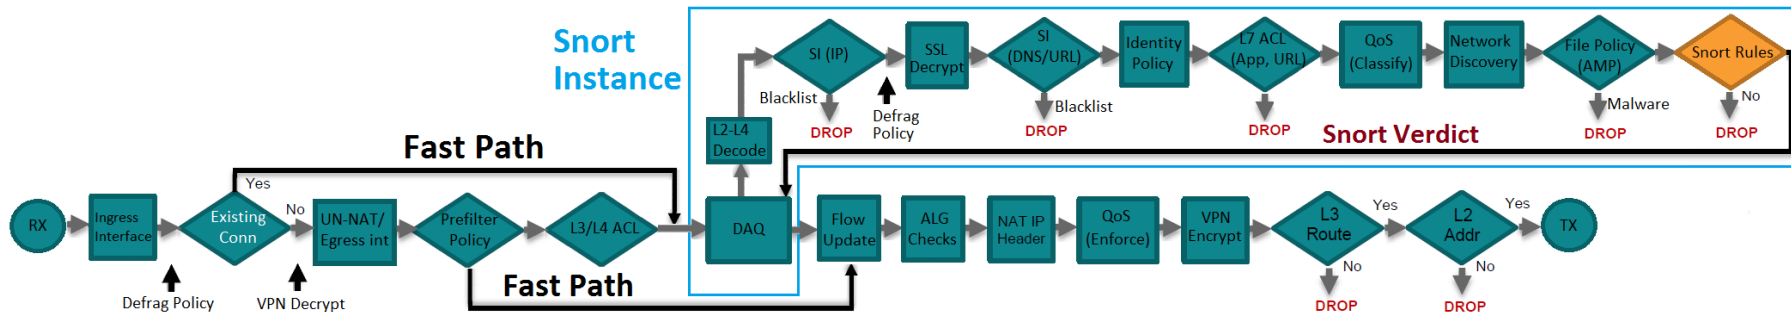 Snort
Instance
SI (IP)
Blacklist
DROP
Defrag
Policy
SSL
Decrypt
SI
(DNS/URL)
Blacklist
DROP
Identity
Policy
L7 ACL
(App, URL)
DROP
QoS
(Classify)
Network
Discovery
File Policy
(AMP)
Malware
DROP
Snort Rules
No
DROP
L2-L4
Decode
Snort Verdict
Fast Path
RX
Ingress
Interface
Defrag Policy
Existing
Conn
Yes
No
VPN Decrypt
UN-NAT/
Egress int
Prefilter
Policy
Fast Path
L3/L4 ACL
DAQ
Flow
Update
ALG
Checks
NAT IP
Header
QoS
(Enforce)
VPN
Encrypt
L3
Route
Yes
No
DROP
L2
Addr
Yes
No
DROP
TX